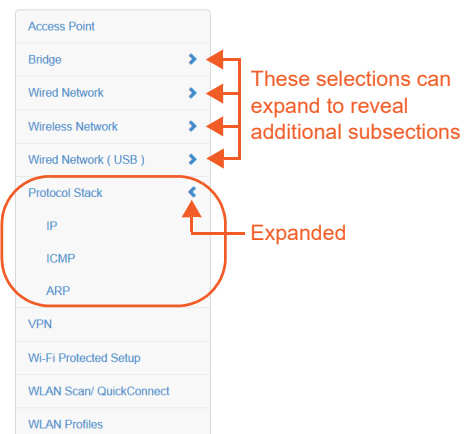 Access Point
Bridge
Wired Network
Wireless Network
Wired Network ( USB )
These selections can
expand to reveal
additional subsections
Protocol Stack
IP
ICMP
ARP
Expanded
VPN
Wi-Fi Protected Setup
WLAN Scan/ QuickConnect
WLAN Profiles